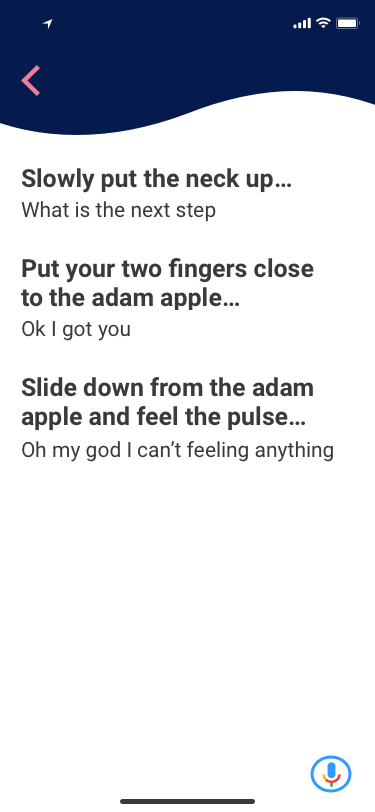 Slowly put the neck up...
What is the next step
Put your two fingers close
to the adam apple...
Ok I got you
Slide down from the adam
apple and feel the pulse...
Oh my god I can't feeling anything